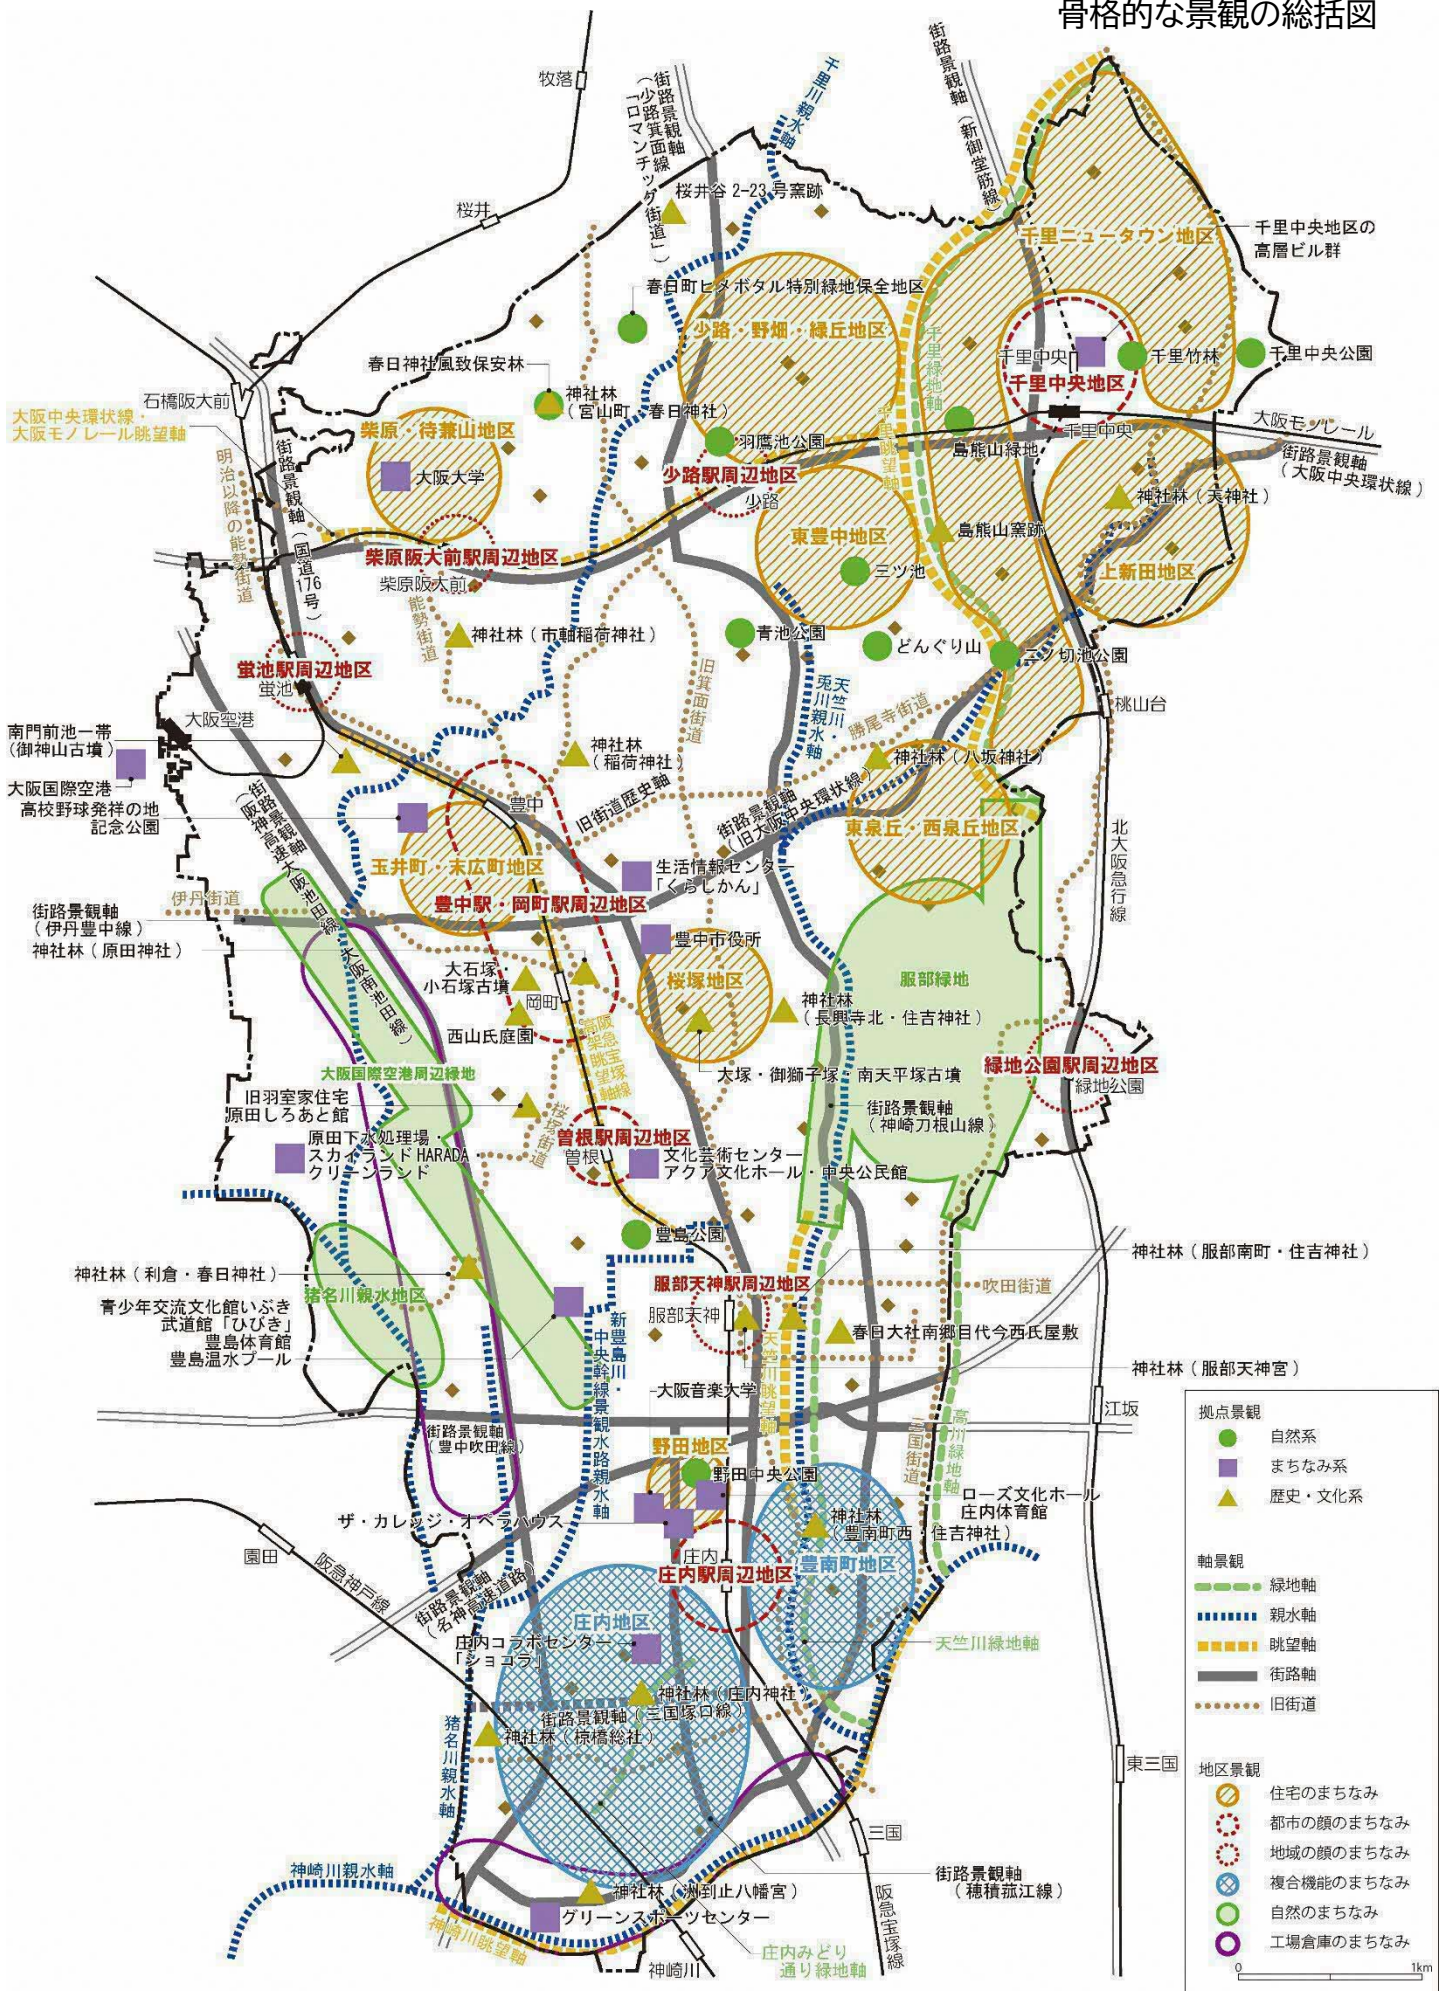 骨格的な景観の総括図
牧落
千里川親水軸
街路景観軸
（少路箕面線
「ロマンチック街道」）
街路景観軸（新御堂筋線）
桜井谷 2-23 号窯跡
桜井
千里ニュータウン地区
千里中央地区の
高層ビル群
春日町ヒメボタル特別緑地保全地区
少路・野畑・緑丘地区
千里緑地軸
千里中央
千里竹林
千里中央公園
千里中央地区
春日神社風致保安林
神社林
（宮山町・春日神社）
石橋阪大前
大阪中央環状線・
大阪モノレール眺望軸
柴原・待兼山地区
羽鷹池公園
千里眺望軸
島熊山緑地
千里中央
大阪モノレール
街路景観軸
（大阪中央環状線）
明治以降の能勢街道
街路景観軸（国道176号）
大阪大学
少路駅周辺地区
少路
神社林（天神社）
東豊中地区
島熊山窯跡
柴原阪大前駅周辺地区
柴原阪大前
三ツ池
上新田地区
能勢街道
神社林（市軸稲荷神社）
青池公園
どんぐり山
二ノ切池公園
蛍池駅周辺地区
蛍池
旧箕面街道
天竺川・
兎川親水軸
勝尾寺街道
桃山台
大阪空港
南門前池一帯
（御神山古墳）
神社林
（稲荷神社）
神社林（八坂神社）
大阪国際空港
高校野球発祥の地
記念公園
街路景観軸
（阪神高速大阪池田線
大阪南池田線）
豊中
旧街道歴史軸
街路景観軸
（旧大阪中央環状線）
東泉丘・西泉丘地区
北大阪急行線
玉井町・末広町地区
生活情報センター
「くらしかん」
伊丹街道
豊中駅・岡町駅周辺地区
街路景観軸
（伊丹豊中線）
豊中市役所
神社林（原田神社）
大石塚・
小石塚古墳
岡町
桜塚地区
服部緑地
西山氏庭園
神社林
（長興寺北・住吉神社）
阪急宝塚線
高架眺望軸
大阪国際空港周辺緑地
大塚・御獅子塚・南天平塚古墳
緑地公園駅周辺地区
緑地公園
旧羽室家住宅
原田しろあと館
街路景観軸
（神崎刀根山線）
桜塚街道
曽根駅周辺地区
曽根
原田下水処理場・
スカイランドHARADA・
クリーンランド
文化芸術センター
アクア文化ホール・中央公民館
豊島公園
神社林（服部南町・住吉神社）
神社林（利倉・春日神社）
猪名川親水地区
服部天神駅周辺地区
吹田街道
青少年交流文化館いぶき
武道館「ひびき」
豊島体育館
豊島温水プール
服部天神
新豊島川・
中央幹線景観水路親水軸
天竺川眺望軸
春日大社南郷目代今西氏屋敷
神社林（服部天神宮）
大阪音楽大学
江坂
街路景観軸
（豊中吹田線）
三国街道
高川緑地軸
野田地区
野田中央公園
ローズ文化ホール
庄内体育館
ザ・カレッジ・オペラハウス
神社林
（豊南町西・住吉神社）
園田
阪急神戸線
庄内
庄内駅周辺地区
豊南町地区
街路景観軸
（名神高速道路）
庄内地区
庄内コラボセンター
「ショコラ」
天竺川緑地軸
神社林（庄内神社）
街路景観軸（三国塚口線）
神社林（椋橋総社）
猪名川親水軸
東三国
三国
神崎川親水軸
神社林（洲到止八幡宮）
街路景観軸
（穂積菰江線）
グリーンスポーツセンター
神崎川眺望軸
阪急宝塚線
庄内みどり
通り緑地軸
神崎川
拠点景観
自然系
まちなみ系
歴史・文化系
軸景観
緑地軸
親水軸
眺望軸
街路軸
旧街道
地区景観
住宅のまちなみ
都市の顔のまちなみ
地域の顔のまちなみ
複合機能のまちなみ
自然のまちなみ
工場倉庫のまちなみ
0
1km